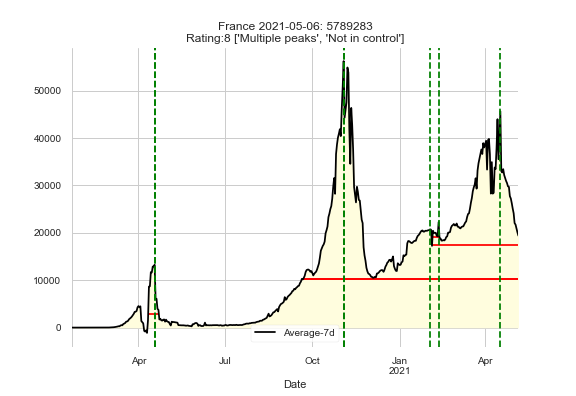 France 2021-05-06: 5789283
Rating:8 ['Multiple peaks', 'Not in control']
50000
40000
30000
20000
10000
0
Average-7d
Apr
Jul
Oct
Jan
2021
Apr
Date